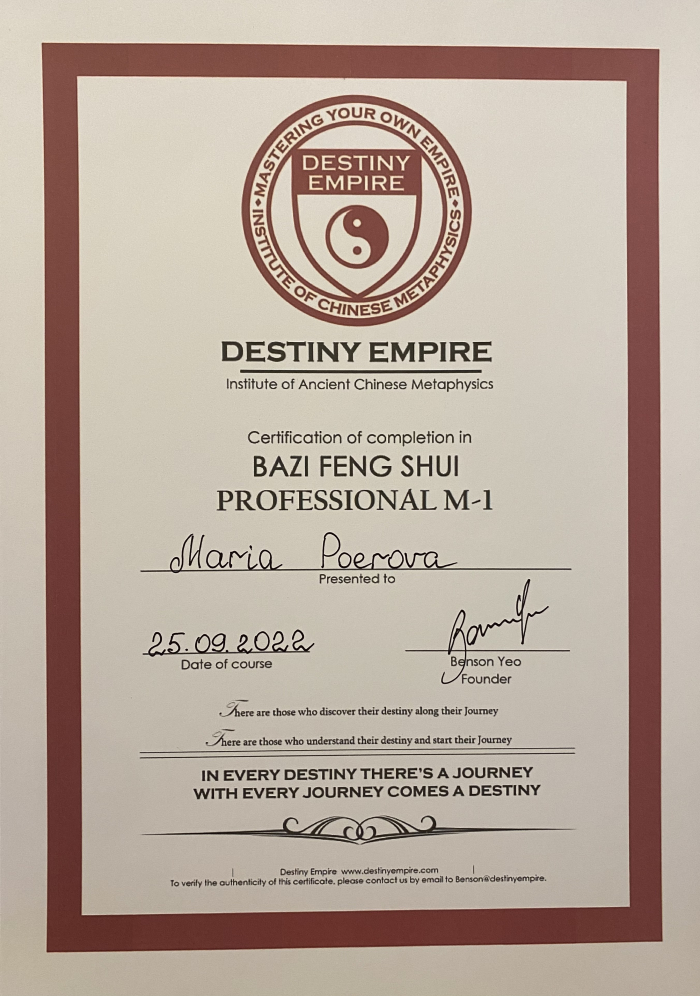 • MASTERING YOUR OWN EMPIRE •
INSTITUTE OF CHINESE METAPHYSICS
DESTINY
EMPIRE
DESTINY EMPIRE
Institute of Ancient Chinese Metaphysics
Certification of completion in
BAZI FENG SHUI
PROFESSIONAL M-1
Maria Poerova
Presented to
25.09.2022
Date of course
Benson Yeo
Founder
There are those who discover their destiny along their Journey
There are those who understand their destiny and start their Journey
IN EVERY DESTINY THERE'S A JOURNEY
WITH EVERY JOURNEY COMES A DESTINY
Destiny Empire www.destinyempire.com
To verify the authenticity of this certificate, please contact us by email to Benson@destinyempire.